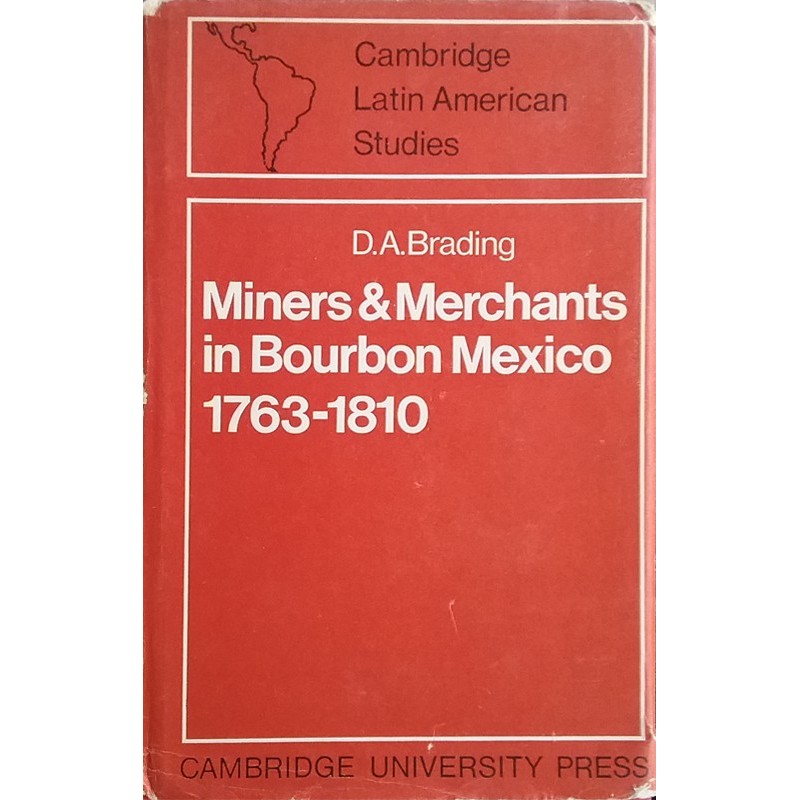 Cambridge
Latin American
Studies
D.A.Brading
Miners & Merchants
in Bourbon Mexico
1763-1810
CAMBRIDGE UNIVERSITY PRESS